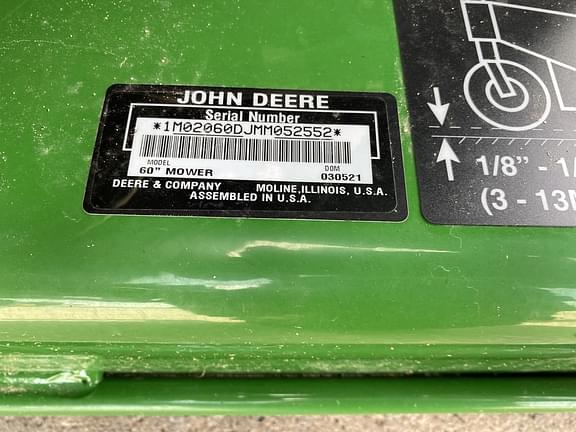 JOHN DEERE
Serial Number
*1M02060DJMM052552*
MODEL DOM
60" MOWER 030521
DEERE & COMPANY MOLINE, ILLINOIS, U.S.A.
ASSEMBLED IN U.S.A.
1/8" - 1/
(3 - 13